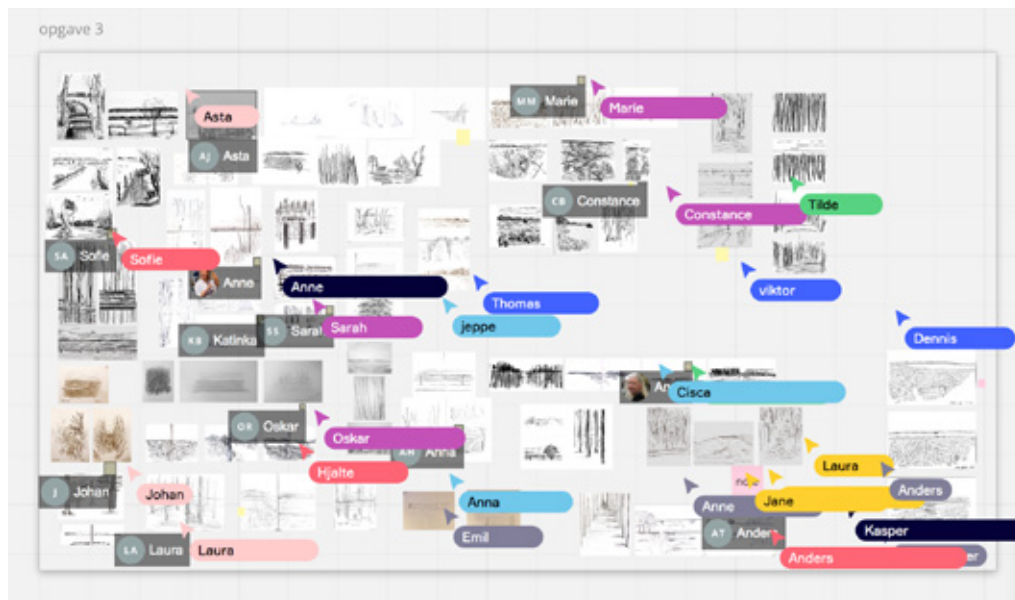 opgave 3
Asta
MM Marie
Marie
AJ Asta
CB Constance
Constance
Tilde
SA Sofie
Sofie
Anne
Anne
viktor
Thomas
SS Sarah
Sarah
jeppe
KB Katinka
Dennis
Cisca
OR Oskar
Oskar
AH Anna
Hjalte
Laura
J Johan
Johan
Anders
Anna
Anne
Jane
Emil
AT Anders
Kasper
LA Laura
Laura
Anders